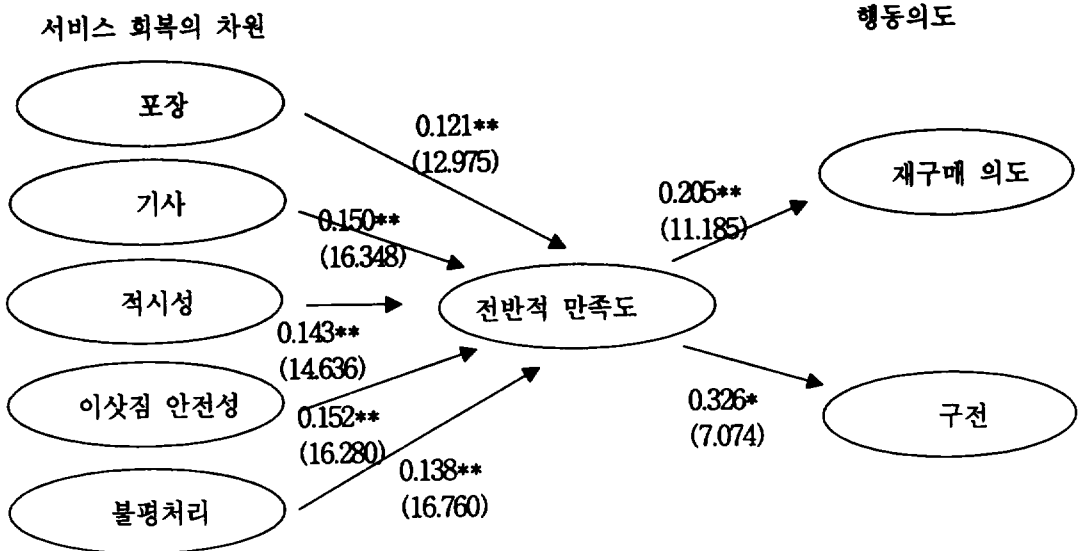 서비스 회복의 차원
행동의도
포장
0.121**
(12.975)
기사
0.150**
(16.348)
적시성
0.143**
(14.636)
이삿짐 안전성
0.152**
(16.280)
불평처리
0.138**
(16.760)
전반적 만족도
0.205**
(11.185)
재구매 의도
0.326*
(7.074)
구전